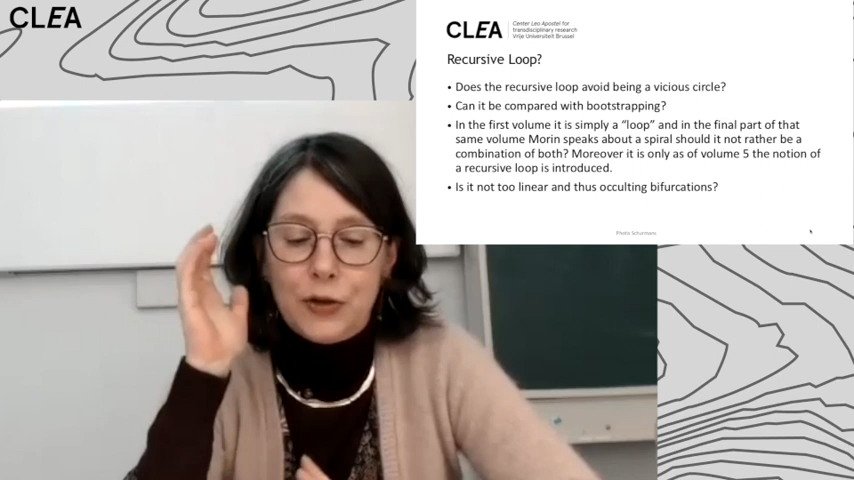 CLEA
CLEA
Center Leo Apostel for
transdisciplinary research
Vrije Universiteit Brussel
Recursive Loop?
• Does the recursive loop avoid being a vicious circle?
• Can it be compared with bootstrapping?
• In the first volume it is simply a “loop” and in the final part of that
same volume Morin speaks about a spiral should it not rather be a
combination of both? Moreover it is only as of volume 5 the notion of
a recursive loop is introduced.
• Is it not too linear and thus occulting bifurcations?